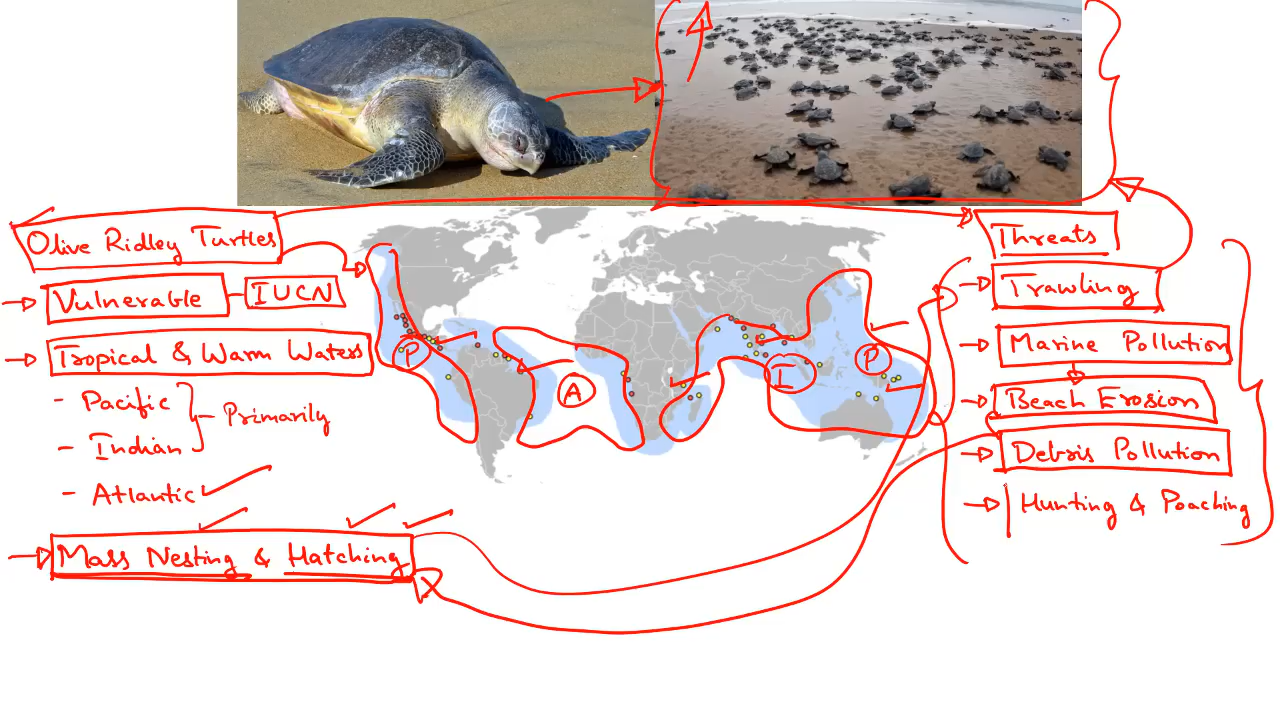 Olive Ridley Turtles
Vulnerable
IUCN
Tropical & Warm Waters
- Pacific
- Indian
Primarily
- Atlantic
Mass Nesting & Hatching
P
A
I
P
Threats
Trawling
Marine Pollution
Beach Erosion
Debris Pollution
Hunting & Poaching